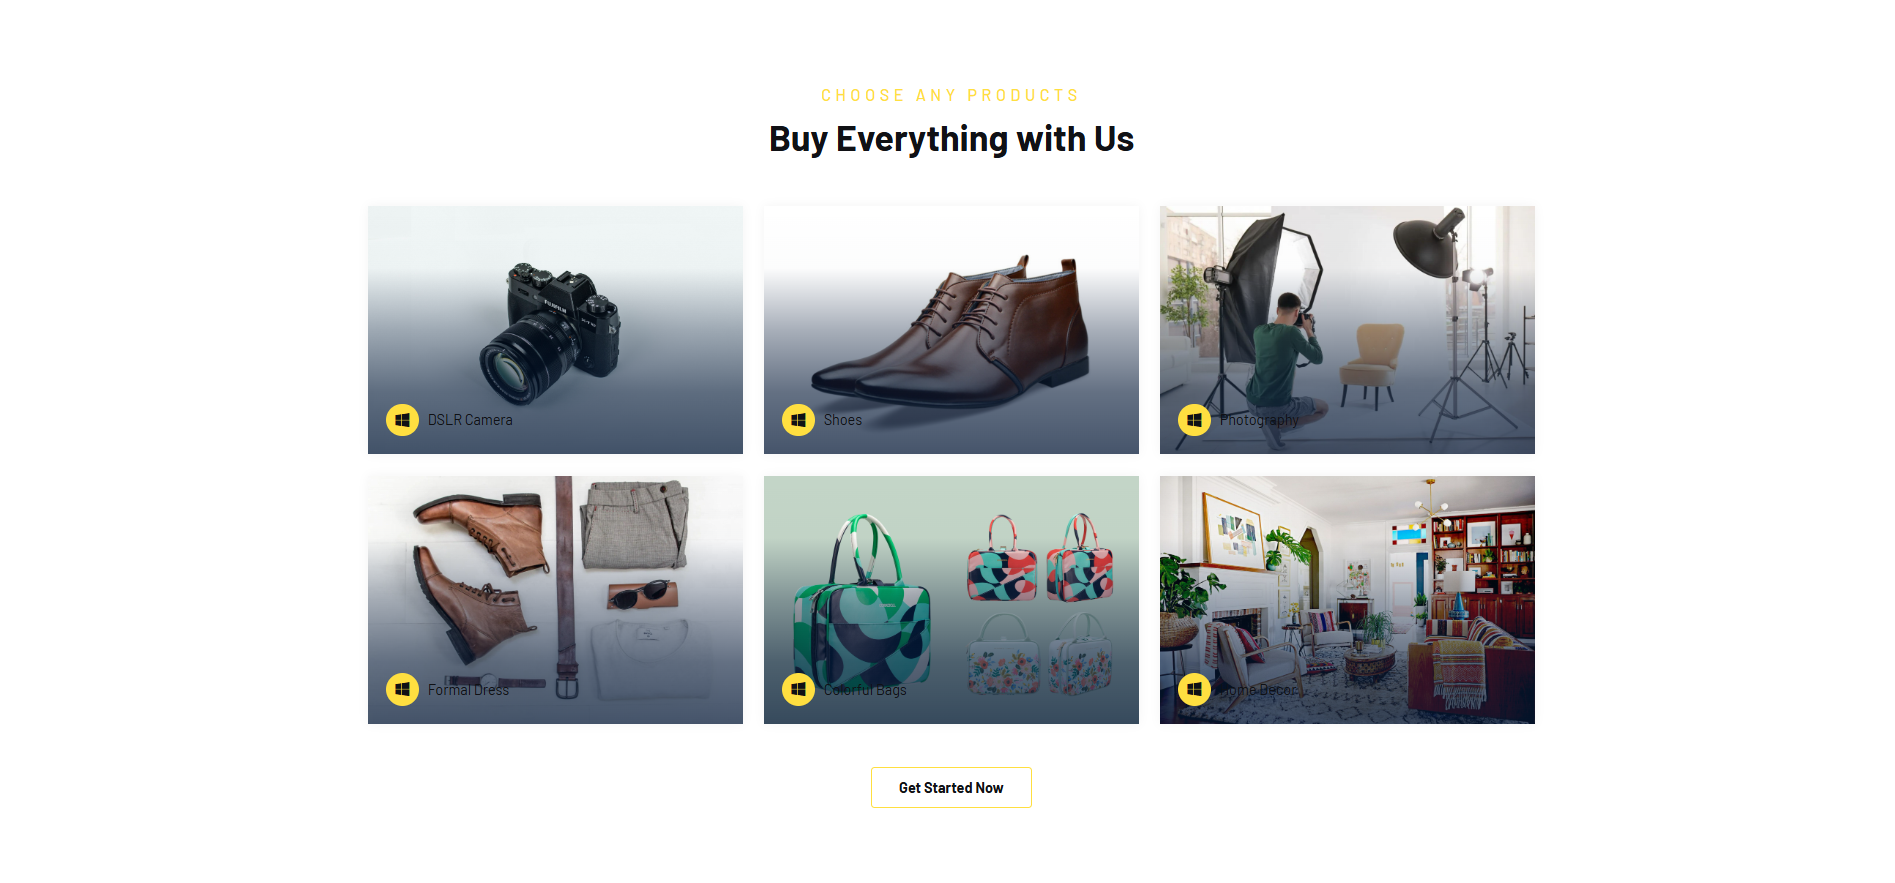 CHOOSE ANY PRODUCTS
Buy Everything with Us
FUJIFILM
DSLR Camera
Shoes
Photography
Formal Dress
Colorful Bags
Home Decor
Get Started Now